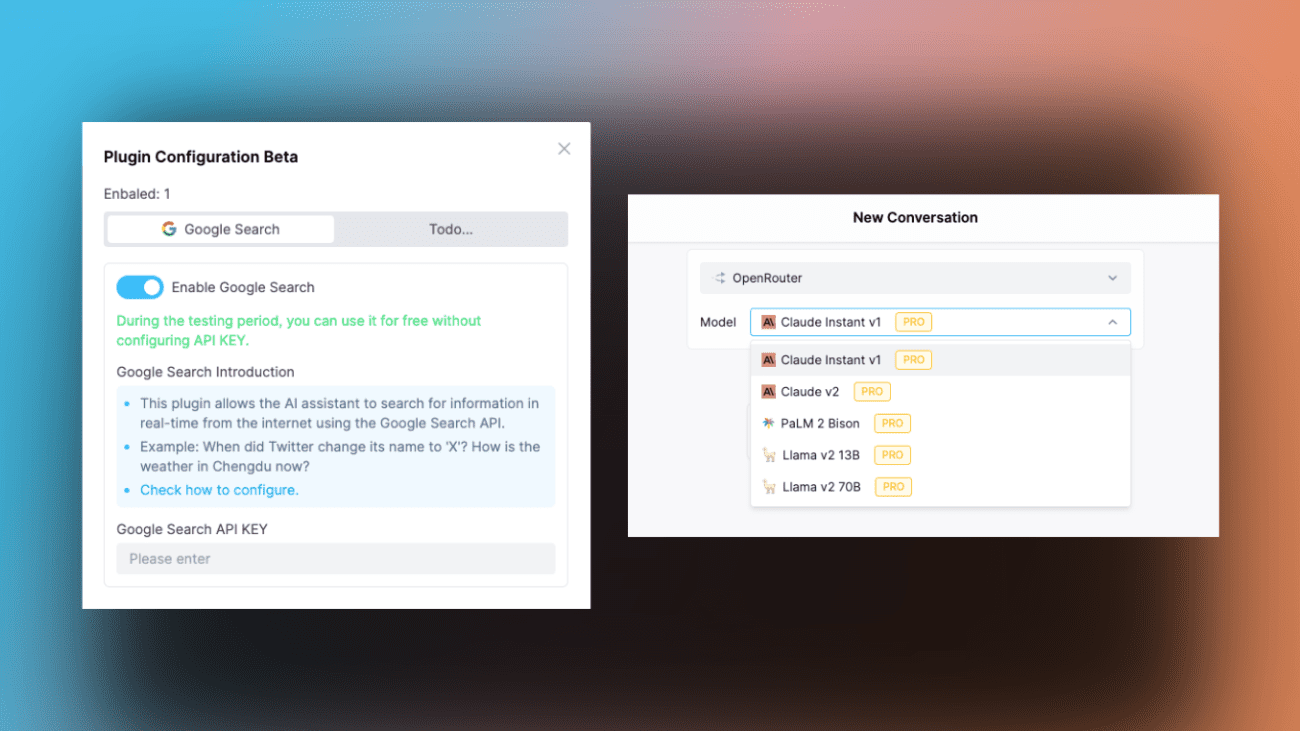 Plugin Configuration Beta
Enbaled: 1
Google Search
Todo...
Enable Google Search
During the testing period, you can use it for free without
configuring API KEY.
Google Search Introduction
This plugin allows the AI assistant to search for information in
real-time from the internet using the Google Search API.
Example: When did Twitter change its name to 'X'? How is the
weather in Chengdu now?
Check how to configure.
Google Search API KEY
Please enter
New Conversation
OpenRouter
Model Claude Instant v1 PRO
Claude Instant v1 PRO
Claude v2 PRO
PaLM 2 Bison PRO
Llama v2 13B PRO
Llama v2 70B PRO